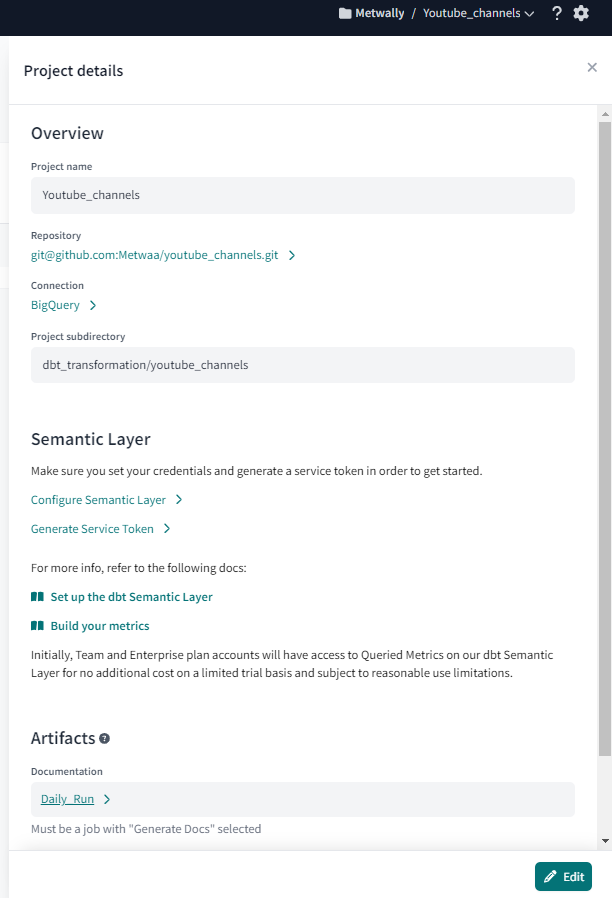 Metwally / Youtube_channels ?
Project details
Overview
Project name
Youtube_channels
Repository
git@github.com:Metwaa/youtube_channels.git
Connection
BigQuery
Project subdirectory
dbt_transformation/youtube_channels
Semantic Layer
Make sure you set your credentials and generate a service token in order to get started.
Configure Semantic Layer
Generate Service Token
For more info, refer to the following docs:
Set up the dbt Semantic Layer
Build your metrics
Initially, Team and Enterprise plan accounts will have access to Queried Metrics on our dbt Semantic
Layer for no additional cost on a limited trial basis and subject to reasonable use limitations.
Artifacts ?
Documentation
Daily_Run
Must be a job with "Generate Docs" selected
Edit